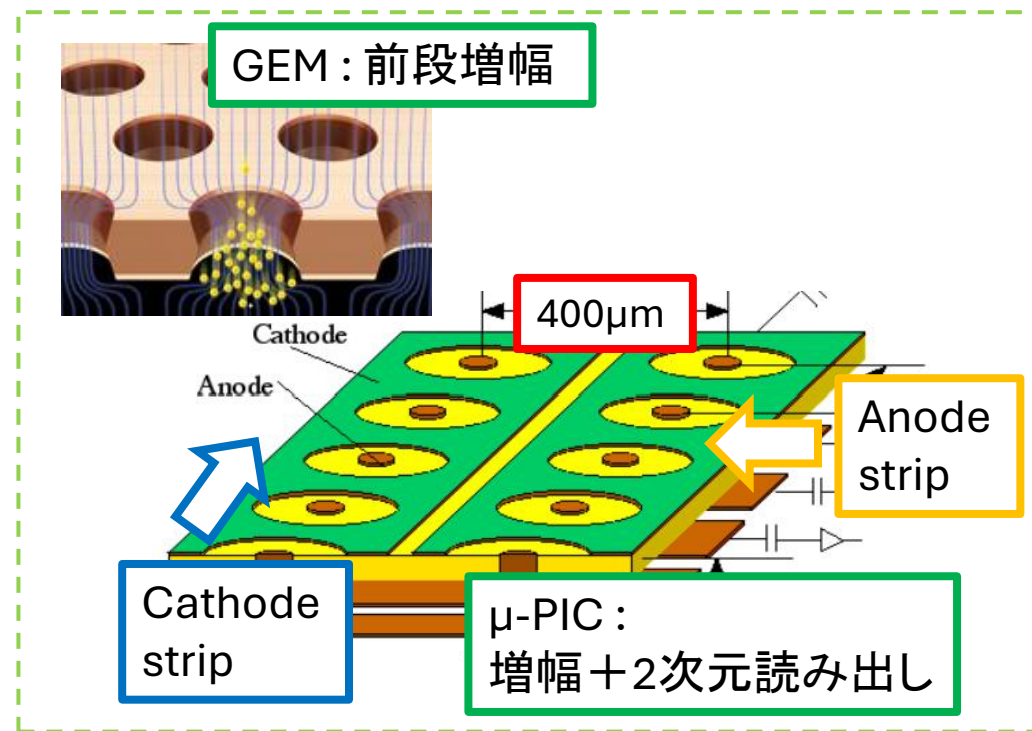 GEM : 前段増幅
400μm
Cathode
Anode
Anode
strip
Cathode
strip
μ-PIC :
増幅＋2次元読み出し